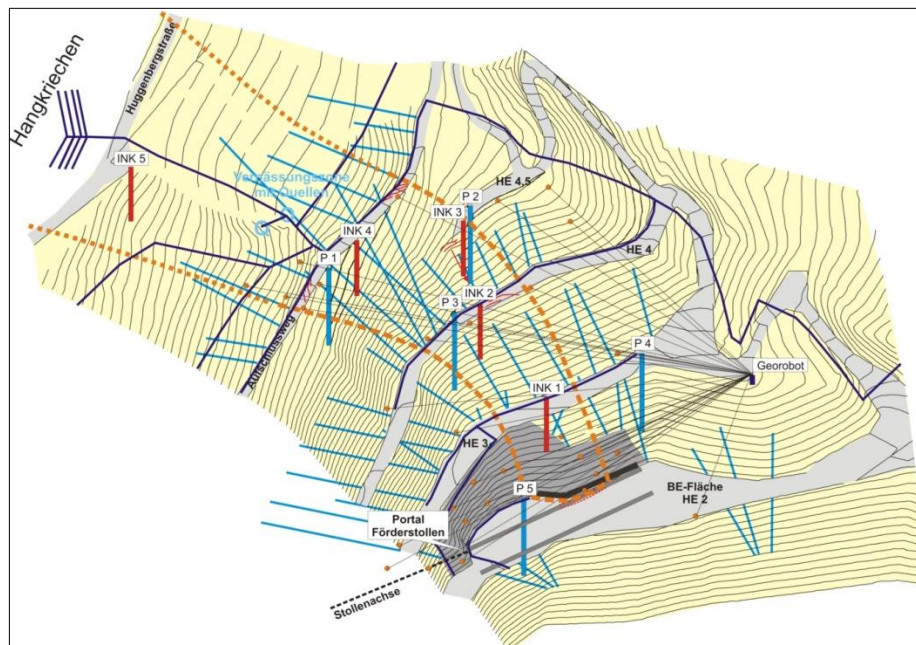 Hangkriechen
Huggenbergstraße
INK 5
Vernässungszone
mit Quellen
HE 4.5
P 2
INK 3
INK 4
HE 4
P 1
INK 2
P 3
P 4
Georobot
Aufschlussweg
INK 1
HE 3
P 5
BE-Fläche
HE 2
Portal
Förderstollen
Stollenachse